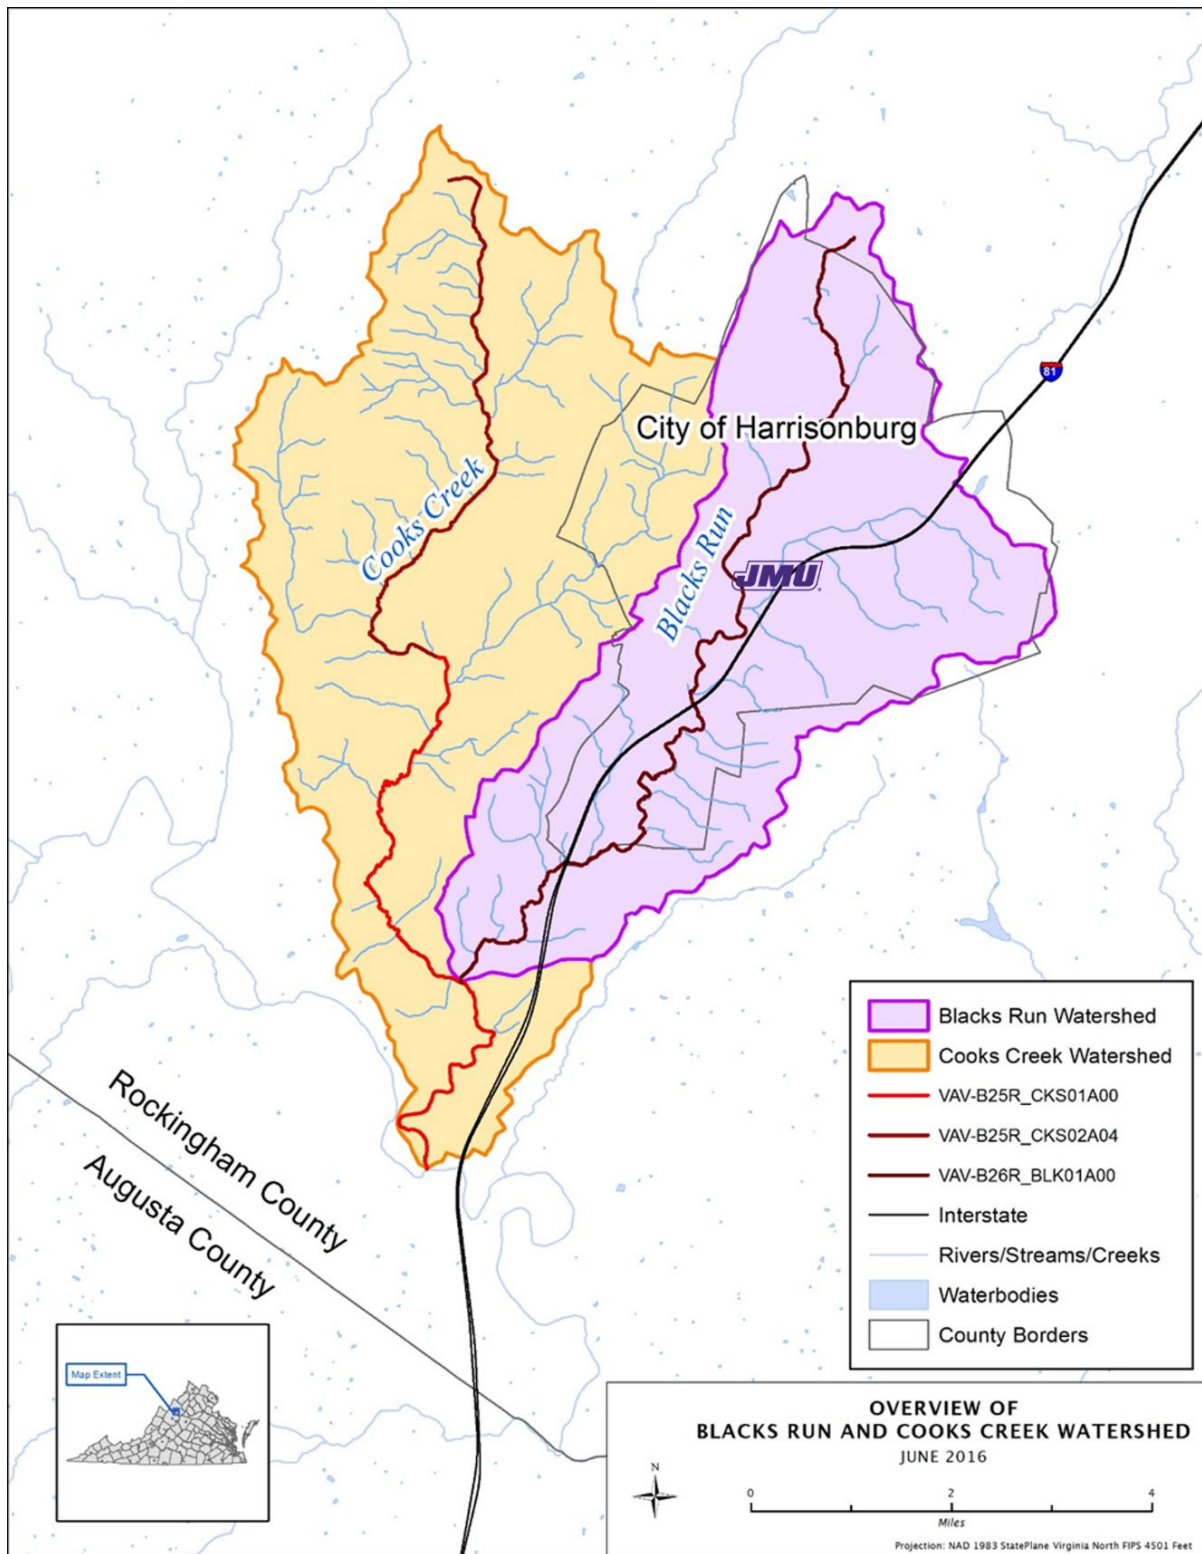 81
City of Harrisonburg
Cooks Creek
Blacks Run
JMU
Rockingham County
Augusta County
Blacks Run Watershed
Cooks Creek Watershed
VAV-B25R_CKS01A00
VAV-B25R_CKS02A04
VAV-B26R_BLK01A00
Interstate
Rivers/Streams/Creeks
Waterbodies
County Borders
Map Extent
OVERVIEW OF
BLACKS RUN AND COOKS CREEK WATERSHED
JUNE 2016
N
0 2 4
Miles
Projection: NAD 1983 StatePlane Virginia North FIPS 4501 Feet